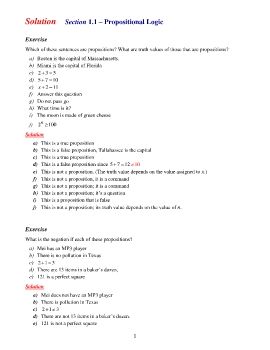 Solution Section 1.1 – Propositional Logic
Exercise
Which of these sentences are propositions? What are truth values of those that are propositions?
a) Boston is the capital of Massachusetts.
b) Miami is the capital of Florida
c) 2 + 3 = 5
d) 5 + 7 = 10
e) x + 2 = 11
f) Answer this question
g) Do not pass go
h) What time is it?
i) The moon is made of green cheese
j) 2ⁿ ≥ 100
Solution
a) This is a true proposition
b) This is a false proposition, Tallahassee is the capital
c) This is a true proposition
d) This is a false proposition since 5 + 7 = 12 ≠ 10
e) This is not a proposition. (The truth value depends on the value assigned to x.)
f) This is not a proposition, it is a command
g) This is not a proposition; it is a command
h) This is not a proposition; it's a question
i) This is a proposition that is false
j) This is not a proposition; its truth value depends on the value of n.
Exercise
What is the negation if each of these propositions?
a) Mei has an MP3 player
b) There is no pollution in Texas
c) 2 + 1 = 3
d) There are 13 items in a baker's dozen.
e) 121 is a perfect square
Solution
a) Mei does not have an MP3 player
b) There is pollution in Texas
c) 2 + 1 ≠ 3
d) There are not 13 items in a baker's dozen.
e) 121 is not a perfect square
1